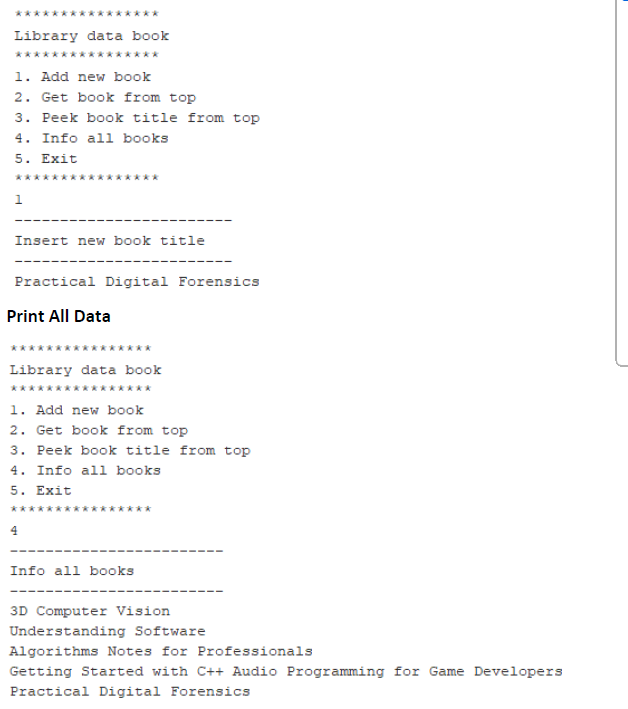 ****************
Library data book
****************
1. Add new book
2. Get book from top
3. Peek book title from top
4. Info all books
5. Exit
****************
1
------------------------
Insert new book title
------------------------
Practical Digital Forensics
Print All Data
****************
Library data book
****************
1. Add new book
2. Get book from top
3. Peek book title from top
4. Info all books
5. Exit
****************
4
------------------------
Info all books
------------------------
3D Computer Vision
Understanding Software
Algorithms Notes for Professionals
Getting Started with C++ Audio Programming for Game Developers
Practical Digital Forensics